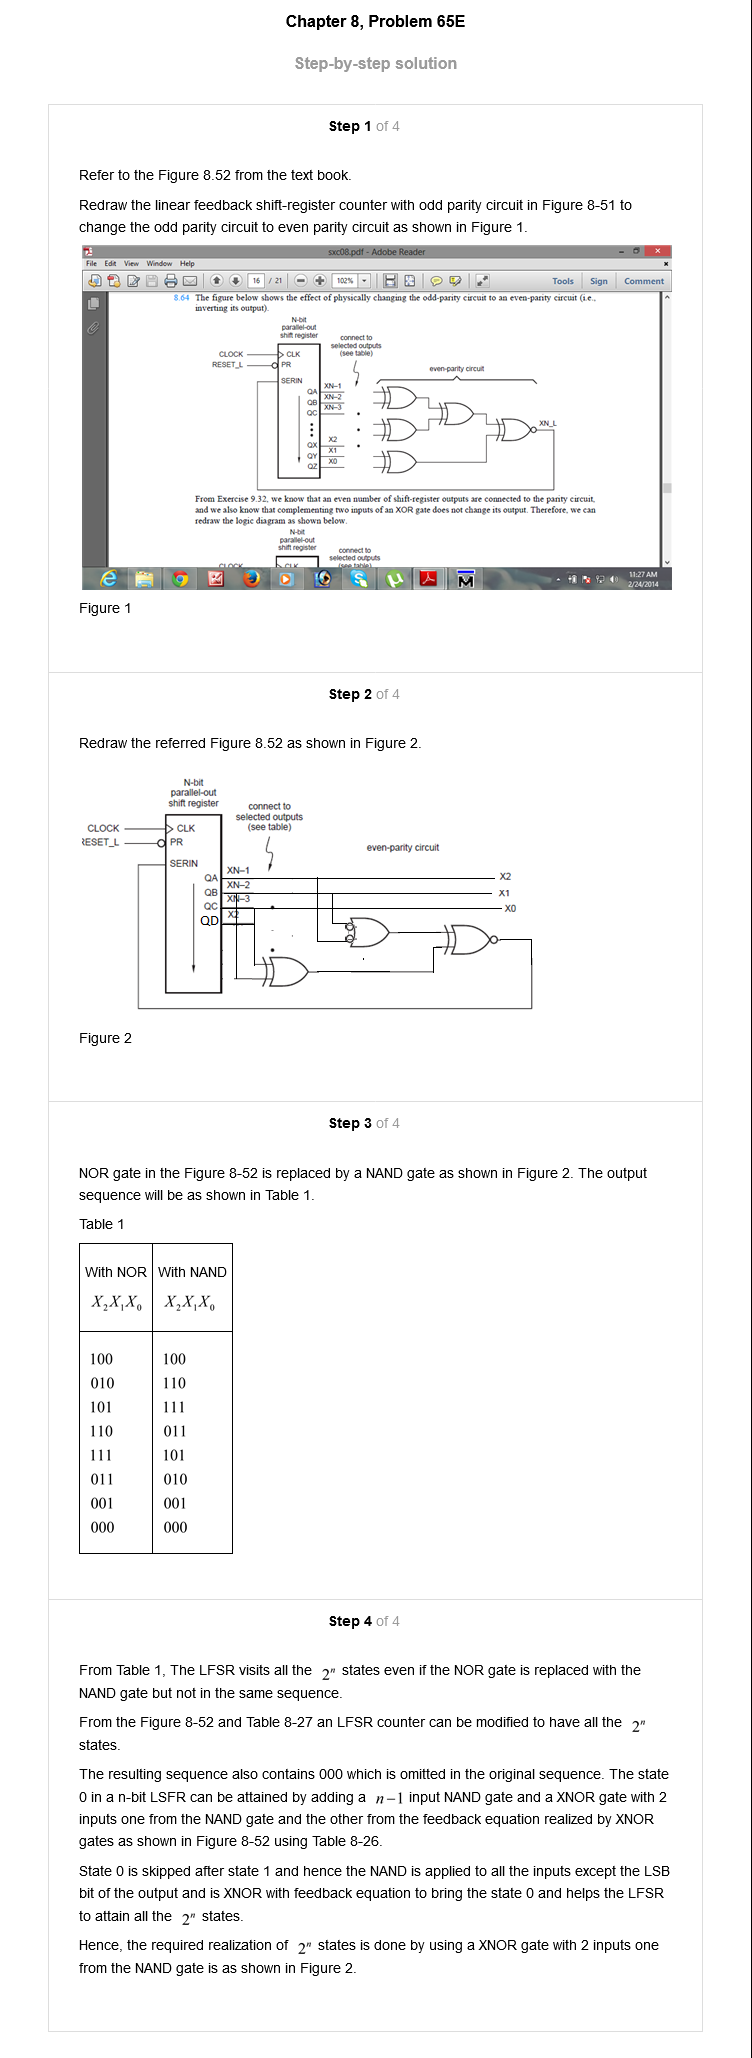 Chapter 8, Problem 65E
Step-by-step solution
Step 1 of 4
Refer to the Figure 8.52 from the text book.
Redraw the linear feedback shift-register counter with odd parity circuit in Figure 8-51 to
change the odd parity circuit to even parity circuit as shown in Figure 1.
sxc08.pdf - Adobe Reader
File Edit View Window Help
16 / 21 102% Tools Sign Comment
8.64 The figure below shows the effect of physically changing the odd-parity circuit to an even-parity circuit (i.e.,
inverting its output).
N-bit
parallel-out
shift register
connect to
selected outputs
(see table)
CLOCK
RESET_L
CLK
PR
SERIN
even-parity circuit
QA XN–1
QB XN–2
QC XN–3
XN_L
QX X2
QY X1
QZ X0
From Exercise 9.32, we know that an even number of shift-register outputs are connected to the parity circuit,
and we also know that complementing two inputs of an XOR gate does not change its output. Therefore, we can
redraw the logic diagram as shown below.
N-bit
parallel-out
shift register
connect to
selected outputs
(see table)
CLOCK
CLK
11:27 AM
2/24/2014
Figure 1
Step 2 of 4
Redraw the referred Figure 8.52 as shown in Figure 2.
N-bit
parallel-out
shift register
connect to
selected outputs
(see table)
CLOCK
RESET_L
CLK
PR
SERIN
even-parity circuit
XN–1
QA
XN–2
QB
XN–3
QC
X2
QD
X2
X1
X0
Figure 2
Step 3 of 4
NOR gate in the Figure 8-52 is replaced by a NAND gate as shown in Figure 2. The output
sequence will be as shown in Table 1.
Table 1
With NOR With NAND
X₂X₁X₀ X₂X₁X₀
100 100
010 110
101 111
110 011
111 101
011 010
001 001
000 000
Step 4 of 4
From Table 1, The LFSR visits all the 2ⁿ states even if the NOR gate is replaced with the
NAND gate but not in the same sequence.
From the Figure 8-52 and Table 8-27 an LFSR counter can be modified to have all the 2ⁿ
states.
The resulting sequence also contains 000 which is omitted in the original sequence. The state
0 in a n-bit LSFR can be attained by adding a n−1 input NAND gate and a XNOR gate with 2
inputs one from the NAND gate and the other from the feedback equation realized by XNOR
gates as shown in Figure 8-52 using Table 8-26.
State 0 is skipped after state 1 and hence the NAND is applied to all the inputs except the LSB
bit of the output and is XNOR with feedback equation to bring the state 0 and helps the LFSR
to attain all the 2ⁿ states.
Hence, the required realization of 2ⁿ states is done by using a XNOR gate with 2 inputs one
from the NAND gate is as shown in Figure 2.